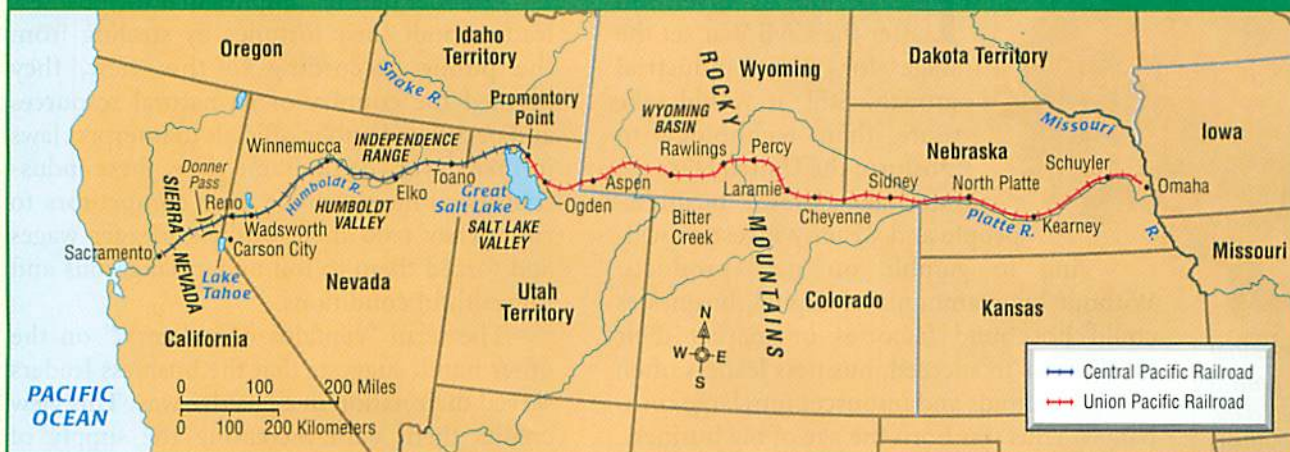 Oregon
Idaho
Territory
Snake R.
Promontory
Point
ROCKY
MOUNTAINS
Wyoming
WYOMING
BASIN
Dakota Territory
Missouri
R.
Iowa
Winnemucca
INDEPENDENCE
RANGE
Rawlings
Percy
Nebraska
Schuyler
Donner
Pass
Reno
Humboldt R.
Elko
Toano
Great
Salt Lake
Ogden
Aspen
Laramie
Sidney
North Platte
Omaha
SIERRA
NEVADA
Wadsworth
HUMBOLDT
VALLEY
SALT LAKE
VALLEY
Bitter
Creek
Cheyenne
Platte R.
Kearney
Sacramento
Carson City
Lake
Tahoe
Nevada
Utah
Territory
Colorado
Kansas
Missouri
California
PACIFIC
OCEAN
0 100 200 Miles
0 100 200 Kilometers
N
W E
S
Central Pacific Railroad
Union Pacific Railroad